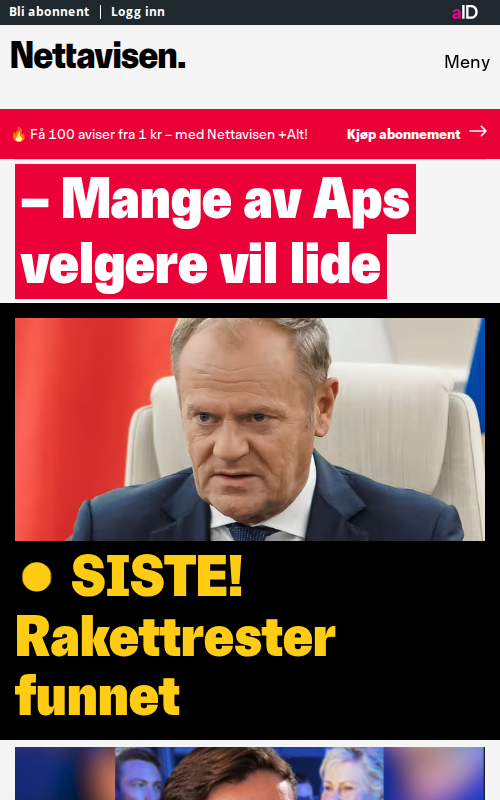 Bli abonnent | Logg inn
aID
Nettavisen.
Meny
🔥 Få 100 aviser fra 1 kr – med Nettavisen +Alt!
Kjøp abonnement →
– Mange av Aps
velgere vil lide
● SISTE!
Rakettrester
funnet